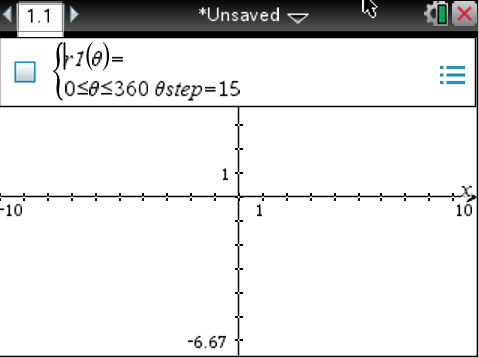 1.1 *Unsaved
r1(θ)=
0≤θ≤360 θstep=15
1
x
-10 1 10
-6.67